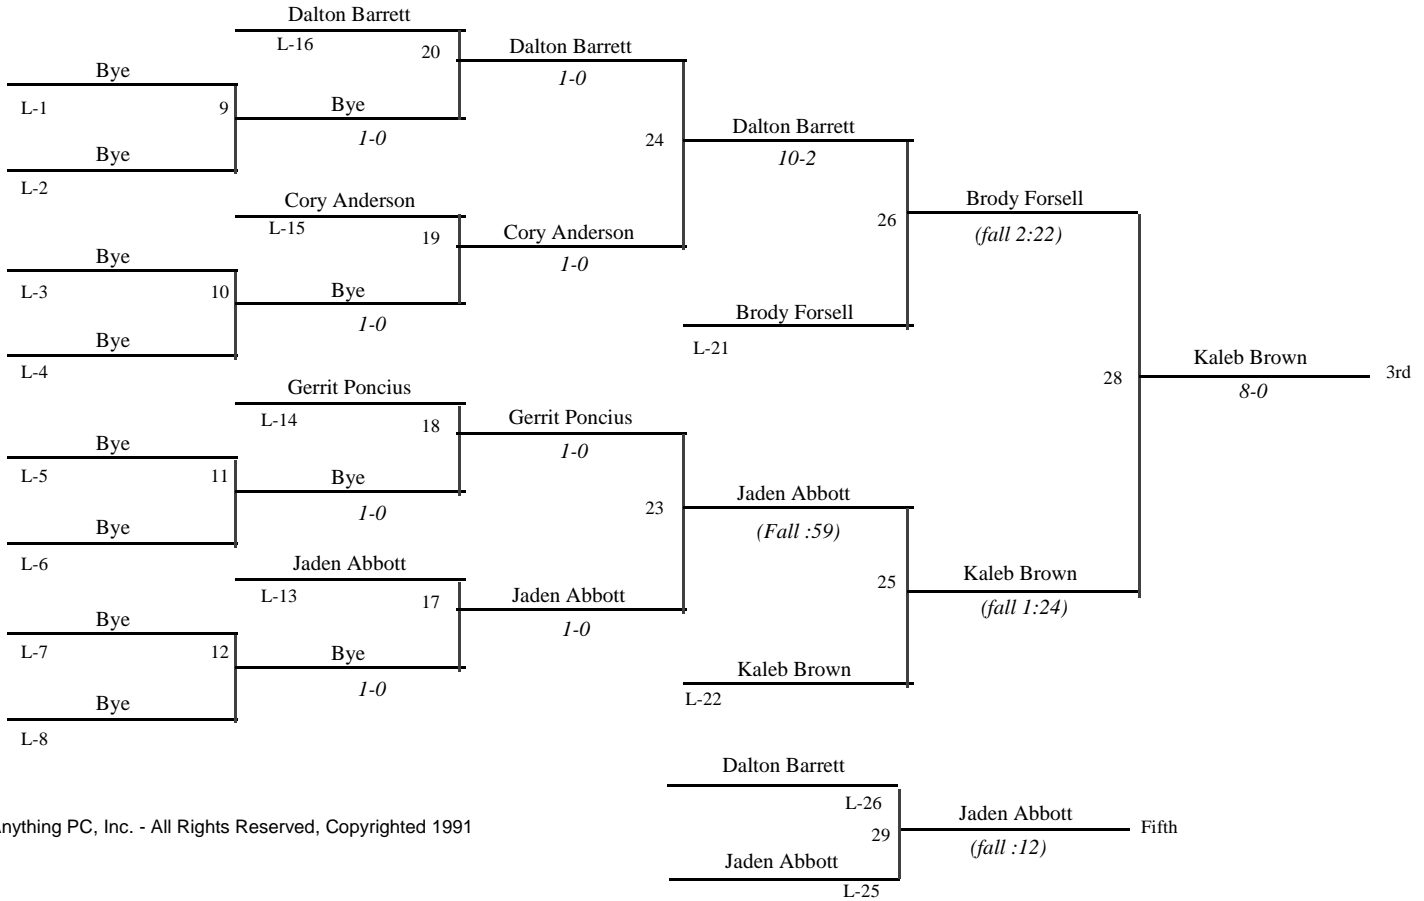 Dalton Barrett
L-16
20
Dalton Barrett
1-0
Bye
L-1
9
Bye
1-0
Bye
L-2
24
Dalton Barrett
10-2
Cory Anderson
L-15
19
Cory Anderson
1-0
Bye
L-3
10
Bye
1-0
Bye
L-4
26
Brody Forsell
(fall 2:22)
Brody Forsell
L-21
28
Kaleb Brown
8-0
3rd
Gerrit Poncius
L-14
18
Gerrit Poncius
1-0
Bye
L-5
11
Bye
1-0
Bye
L-6
23
Jaden Abbott
(Fall :59)
Jaden Abbott
L-13
17
Jaden Abbott
1-0
Bye
L-7
12
Bye
1-0
Bye
L-8
25
Kaleb Brown
(fall 1:24)
Kaleb Brown
L-22
Dalton Barrett
L-26
29
Jaden Abbott
(fall :12)
Fifth
Jaden Abbott
L-25
nything PC, Inc. - All Rights Reserved, Copyrighted 1991